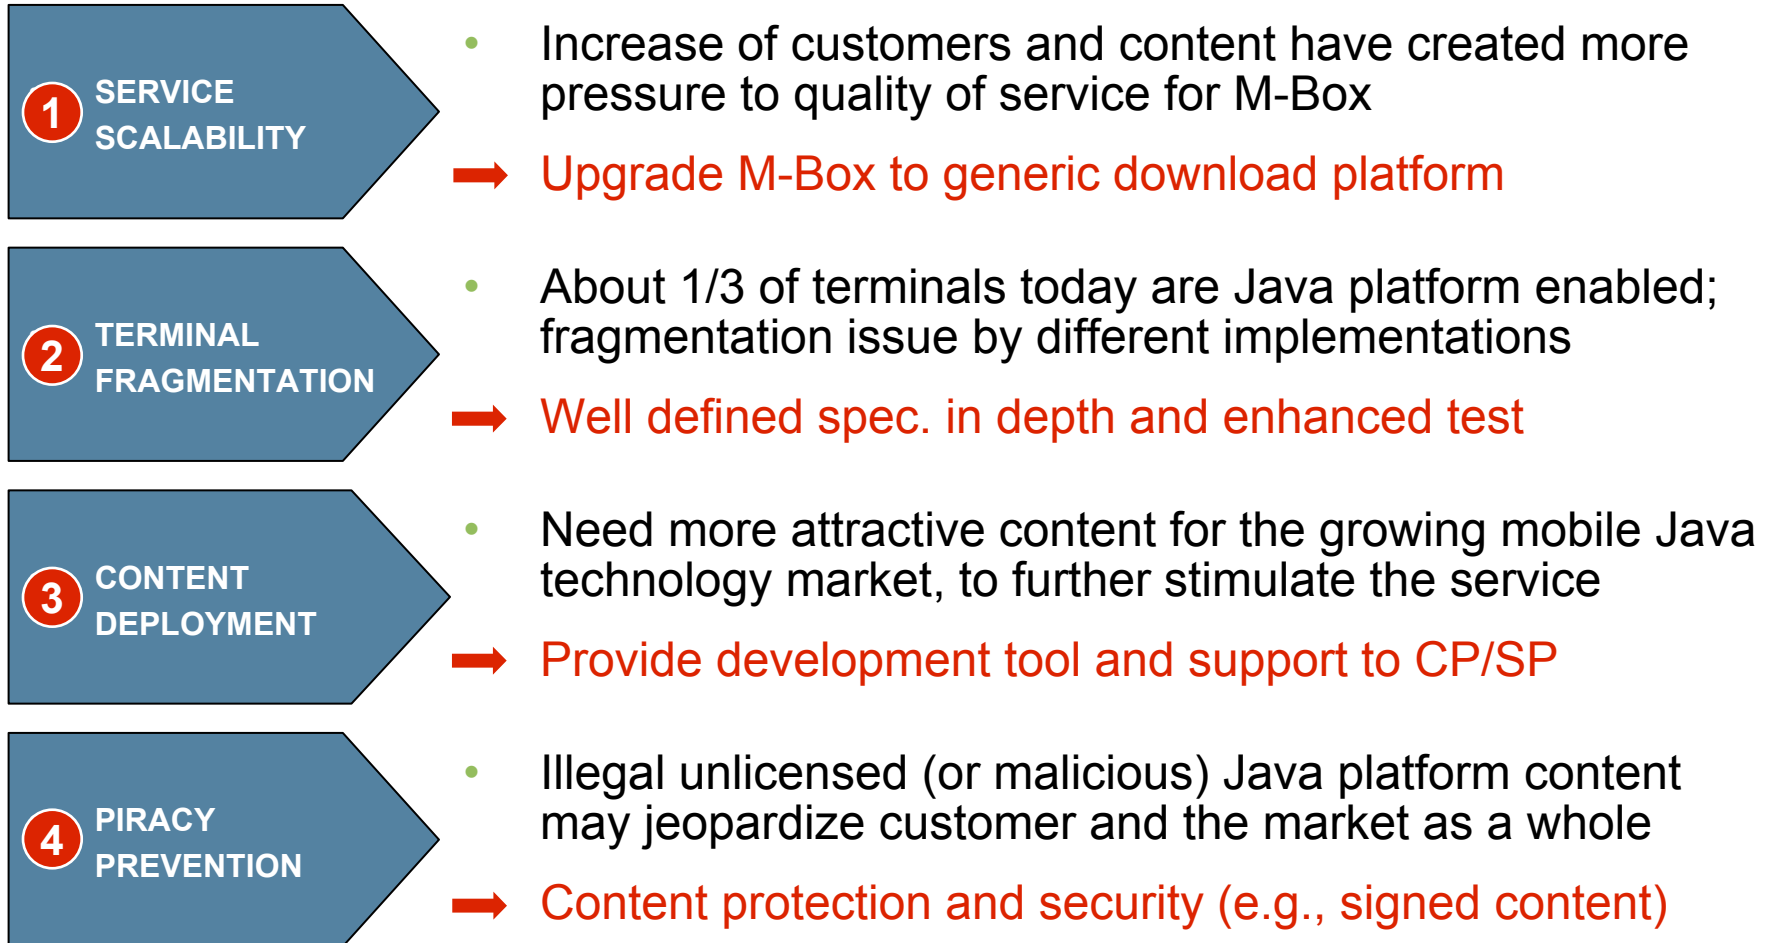 1
SERVICE
SCALABILITY
• Increase of customers and content have created more
pressure to quality of service for M-Box
Upgrade M-Box to generic download platform
2
TERMINAL
FRAGMENTATION
• About 1/3 of terminals today are Java platform enabled;
fragmentation issue by different implementations
Well defined spec. in depth and enhanced test
3
CONTENT
DEPLOYMENT
• Need more attractive content for the growing mobile Java
technology market, to further stimulate the service
Provide development tool and support to CP/SP
4
PIRACY
PREVENTION
• Illegal unlicensed (or malicious) Java platform content
may jeopardize customer and the market as a whole
Content protection and security (e.g., signed content)